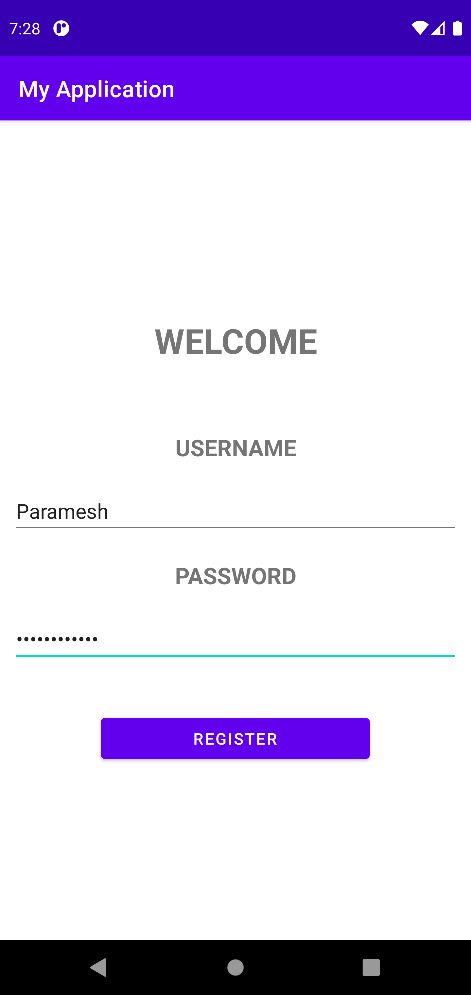 7:28
My Application
WELCOME
USERNAME
Paramesh
PASSWORD
••••••••••••
REGISTER